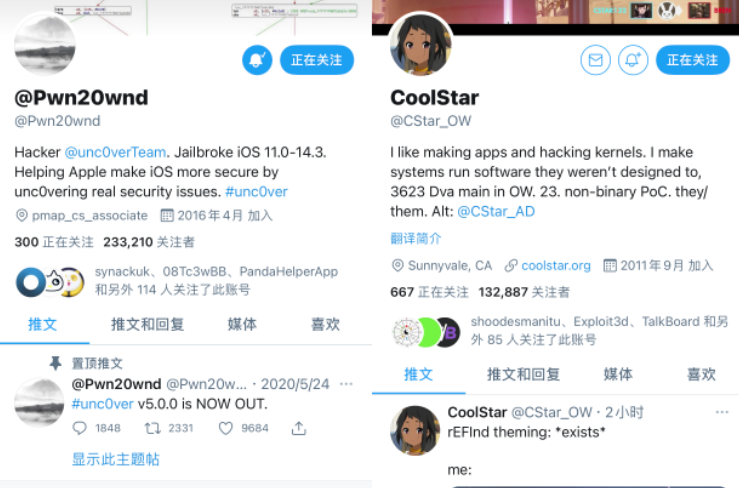 正在关注
@Pwn20wnd
@Pwn20wnd
Hacker @unc0verTeam. Jailbroke iOS 11.0-14.3.
Helping Apple make iOS more secure by
unc0vering real security issues. #unc0ver
pmap_cs_associate 2016年4月 加入
300 正在关注 233,210 关注者
synackuk、08Tc3wBB、PandaHelperApp
和另外 114 人关注了此账号
推文 推文和回复 媒体 喜欢
置顶推文
@Pwn20wnd @Pwn20w... · 2020/5/24
#unc0ver v5.0.0 is NOW OUT.
1848 2331 9684
显示此主题帖
正在关注
CoolStar
@CStar_OW
I like making apps and hacking kernels. I make
systems run software they weren't designed to,
3623 Dva main in OW. 23. non-binary PoC. they/
them. Alt: @CStar_AD
翻译简介
Sunnyvale, CA coolstar.org 2011年9月 加入
667 正在关注 132,887 关注者
shoodesmanitu、Exploit3d、TalkBoard 和另
外 85 人关注了此账号
推文 推文和回复 媒体 喜欢
CoolStar @CStar_OW · 2小时
rEFInd theming: *exists*
me: